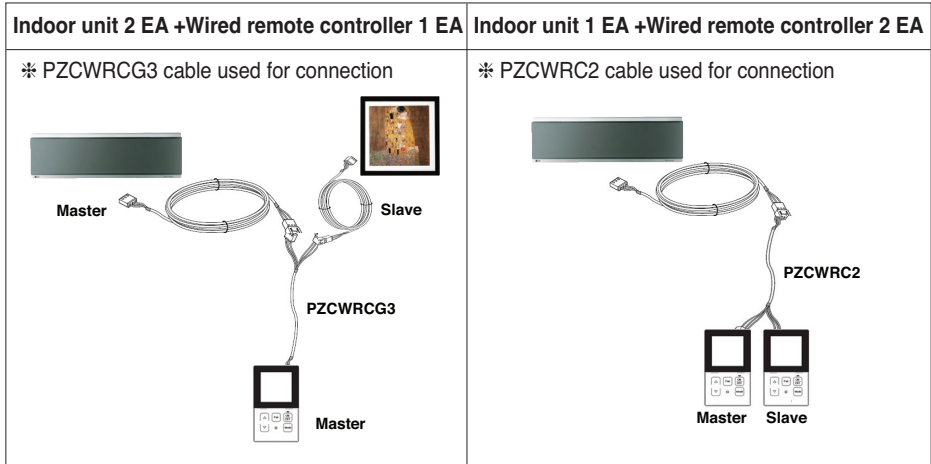 Indoor unit 2 EA +Wired remote controller 1 EA
❈ PZCWRCG3 cable used for connection
Master
Slave
PZCWRCG3
Master
Indoor unit 1 EA +Wired remote controller 2 EA
❈ PZCWRC2 cable used for connection
PZCWRC2
Master
Slave